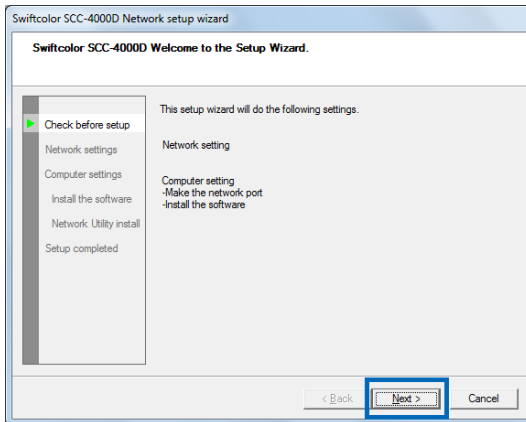 Swiftcolor SCC-4000D Network setup wizard
Swiftcolor SCC-4000D Welcome to the Setup Wizard.
Check before setup
Network settings
Computer settings
Install the software
Network Utility install
Setup completed
This setup wizard will do the following settings.
Network setting
Computer setting
-Make the network port
-Install the software
< Back
Next >
Cancel